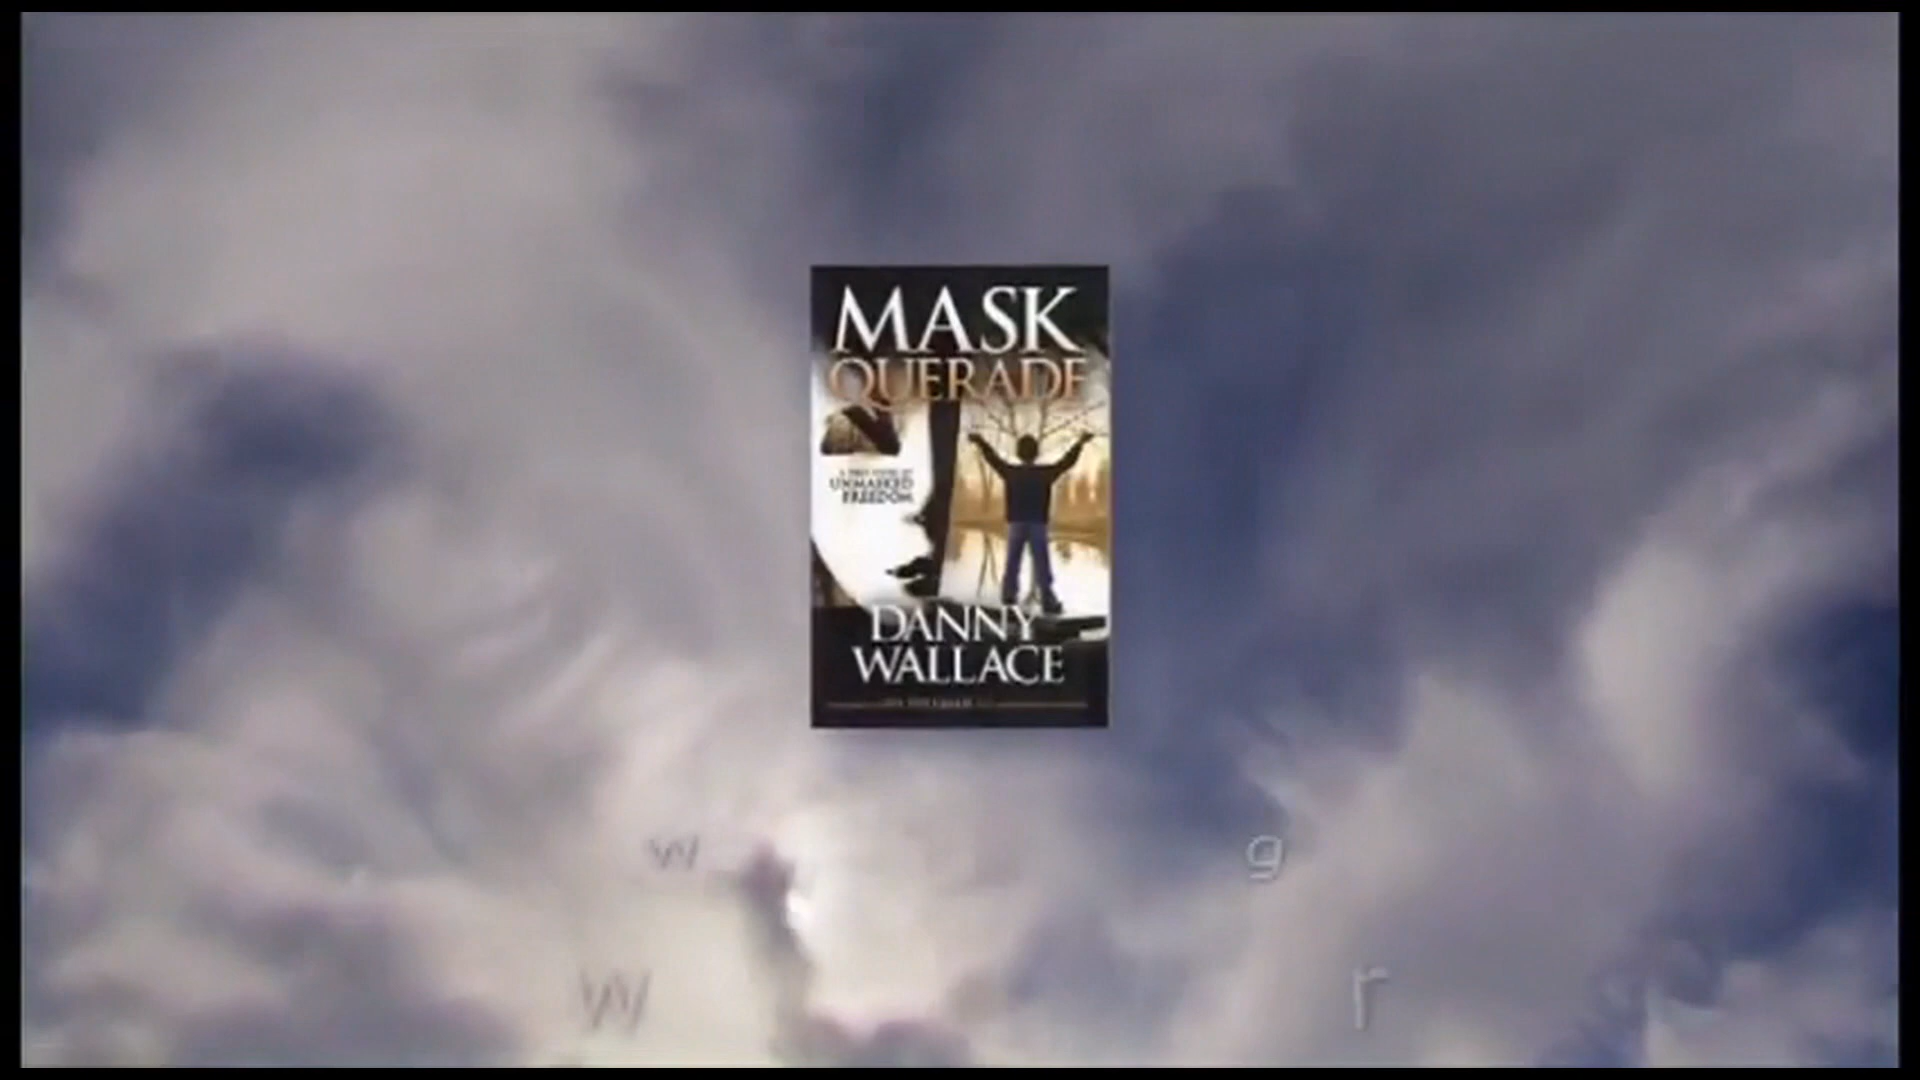 MASK
QUERADE
A TRUE STORY OF
UNMASKED
FREEDOM
DANNY
WALLACE
w g
W r